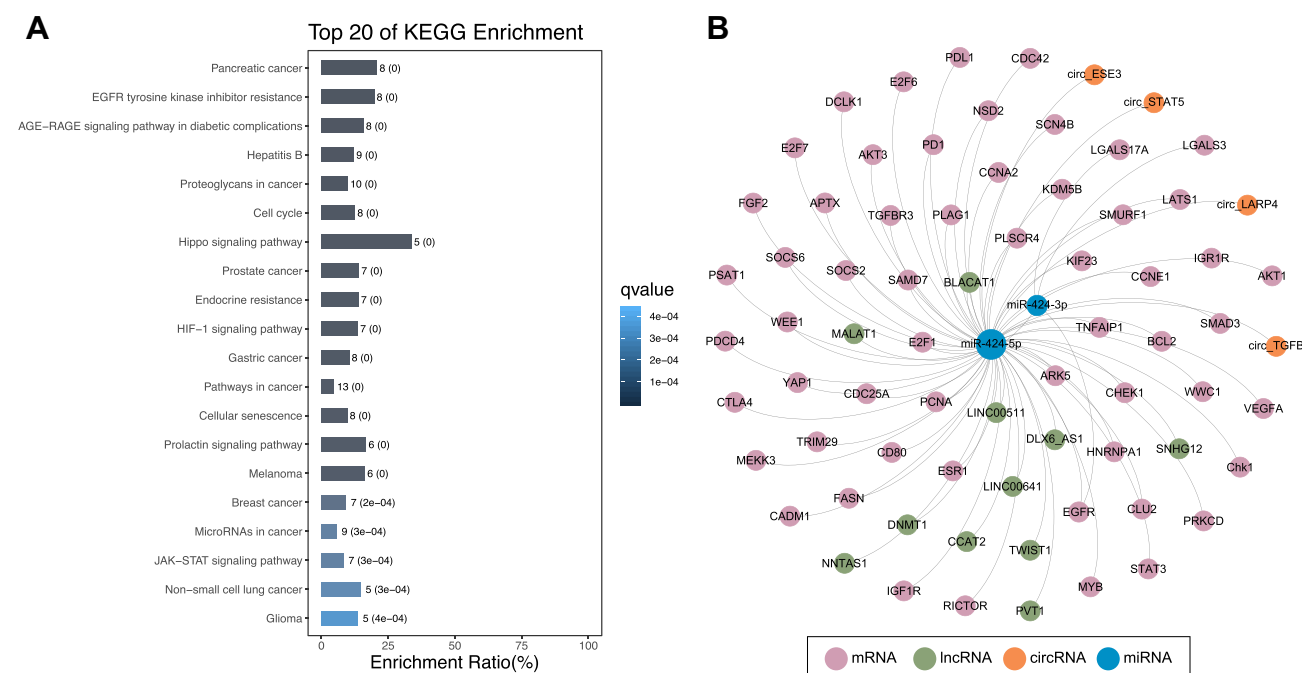 A
Top 20 of KEGG Enrichment
Pancreatic cancer 8 (0)
EGFR tyrosine kinase inhibitor resistance 8 (0)
AGE−RAGE signaling pathway in diabetic complications 8 (0)
Hepatitis B 9 (0)
Proteoglycans in cancer 10 (0)
Cell cycle 8 (0)
Hippo signaling pathway 5 (0)
Prostate cancer 7 (0)
Endocrine resistance 7 (0)
HIF−1 signaling pathway 7 (0)
Gastric cancer 8 (0)
Pathways in cancer 13 (0)
Cellular senescence 8 (0)
Prolactin signaling pathway 6 (0)
Melanoma 6 (0)
Breast cancer 7 (2e−04)
MicroRNAs in cancer 9 (3e−04)
JAK−STAT signaling pathway 7 (3e−04)
Non−small cell lung cancer 5 (3e−04)
Glioma 5 (4e−04)
0 25 50 75 100
Enrichment Ratio(%)
qvalue
4e−04
3e−04
2e−04
1e−04
B
PDL1
CDC42
circ_ESE3
E2F6
DCLK1
circ_STAT5
NSD2
SCN4B
E2F7
AKT3
PD1
LGALS17A
LGALS3
CCNA2
KDM5B
FGF2
APTX
TGFBR3
PLAG1
SMURF1
LATS1
circ_LARP4
PLSCR4
SOCS6
SOCS2
KIF23
IGR1R
PSAT1
SAMD7
BLACAT1
CCNE1
AKT1
miR-424-3p
WEE1
MALAT1
TNFAIP1
SMAD3
PDCD4
E2F1
miR-424-5p
BCL2
circ_TGFB
YAP1
CDC25A
ARK5
CTLA4
PCNA
CHEK1
WWC1
VEGFA
LINC00511
TRIM29
DLX6_AS1
MEKK3
CD80
HNRNPA1
SNHG12
ESR1
Chk1
LINC00641
FASN
CADM1
DNMT1
EGFR
CLU2
PRKCD
CCAT2
TWIST1
NNTAS1
STAT3
IGF1R
MYB
RICTOR
PVT1
mRNA lncRNA circRNA miRNA